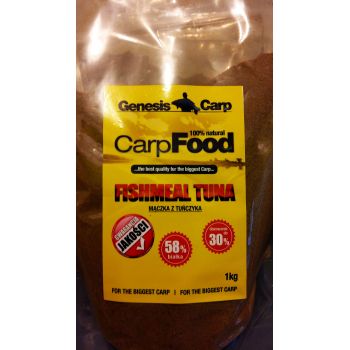 Genesis Carp
100% natural
CarpFood
...the best quality for the biggest Carp...
FISHMEAL TUNA
MĄCZKA Z TUŃCZYKA
GWARANCJA
JAKOŚCI
58%
białka
30%
1kg
FOR THE BIGGEST CARP | FOR THE BIGGEST CARP